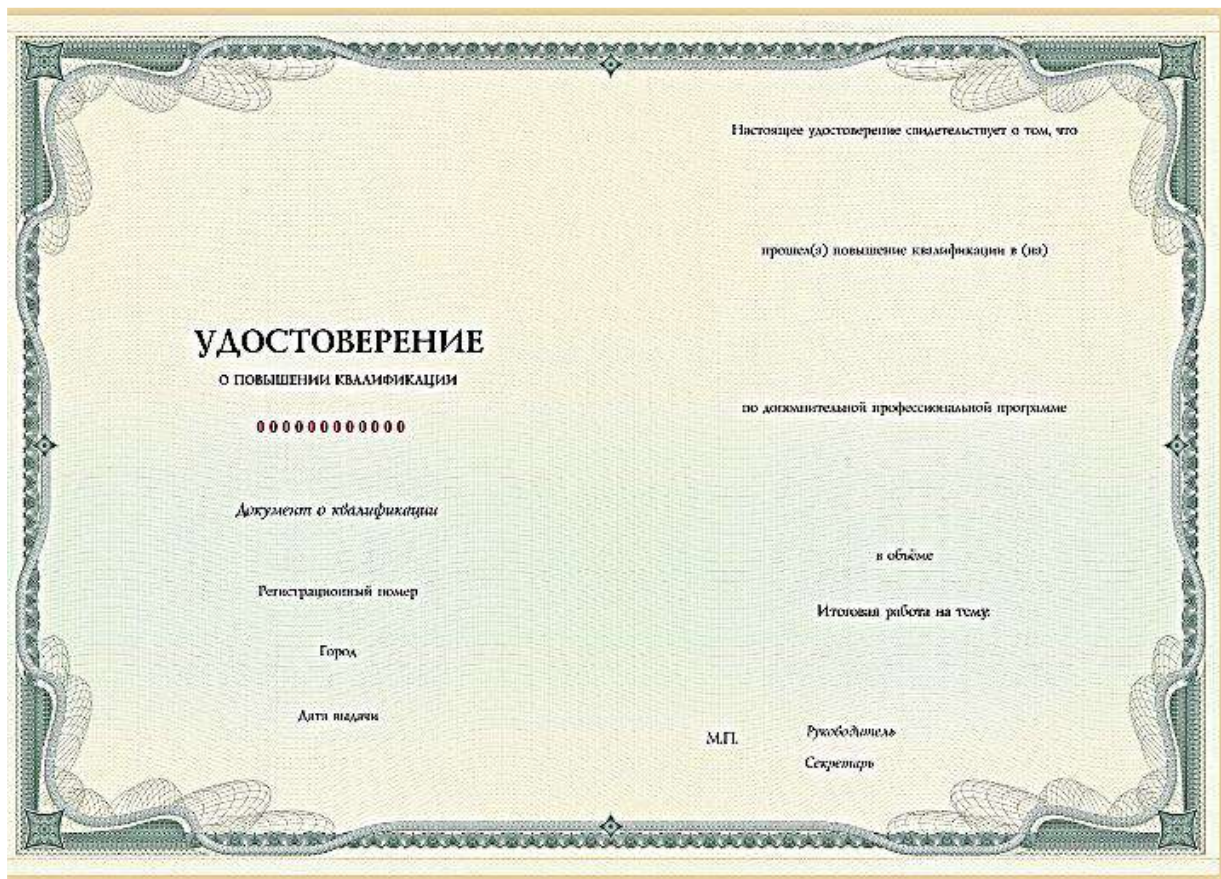 УДОСТОВЕРЕНИЕ
О ПОВЫШЕНИИ КВАЛИФИКАЦИИ
000000000000
Документ о квалификации
Регистрационный номер
Город
Дата выдачи
Настоящее удостоверение свидетельствует о том, что
прошел(а) повышение квалификации в (на)
по дополнительной профессиональной программе
в объёме
Итоговая работа на тему:
М.П.
Руководитель
Секретарь